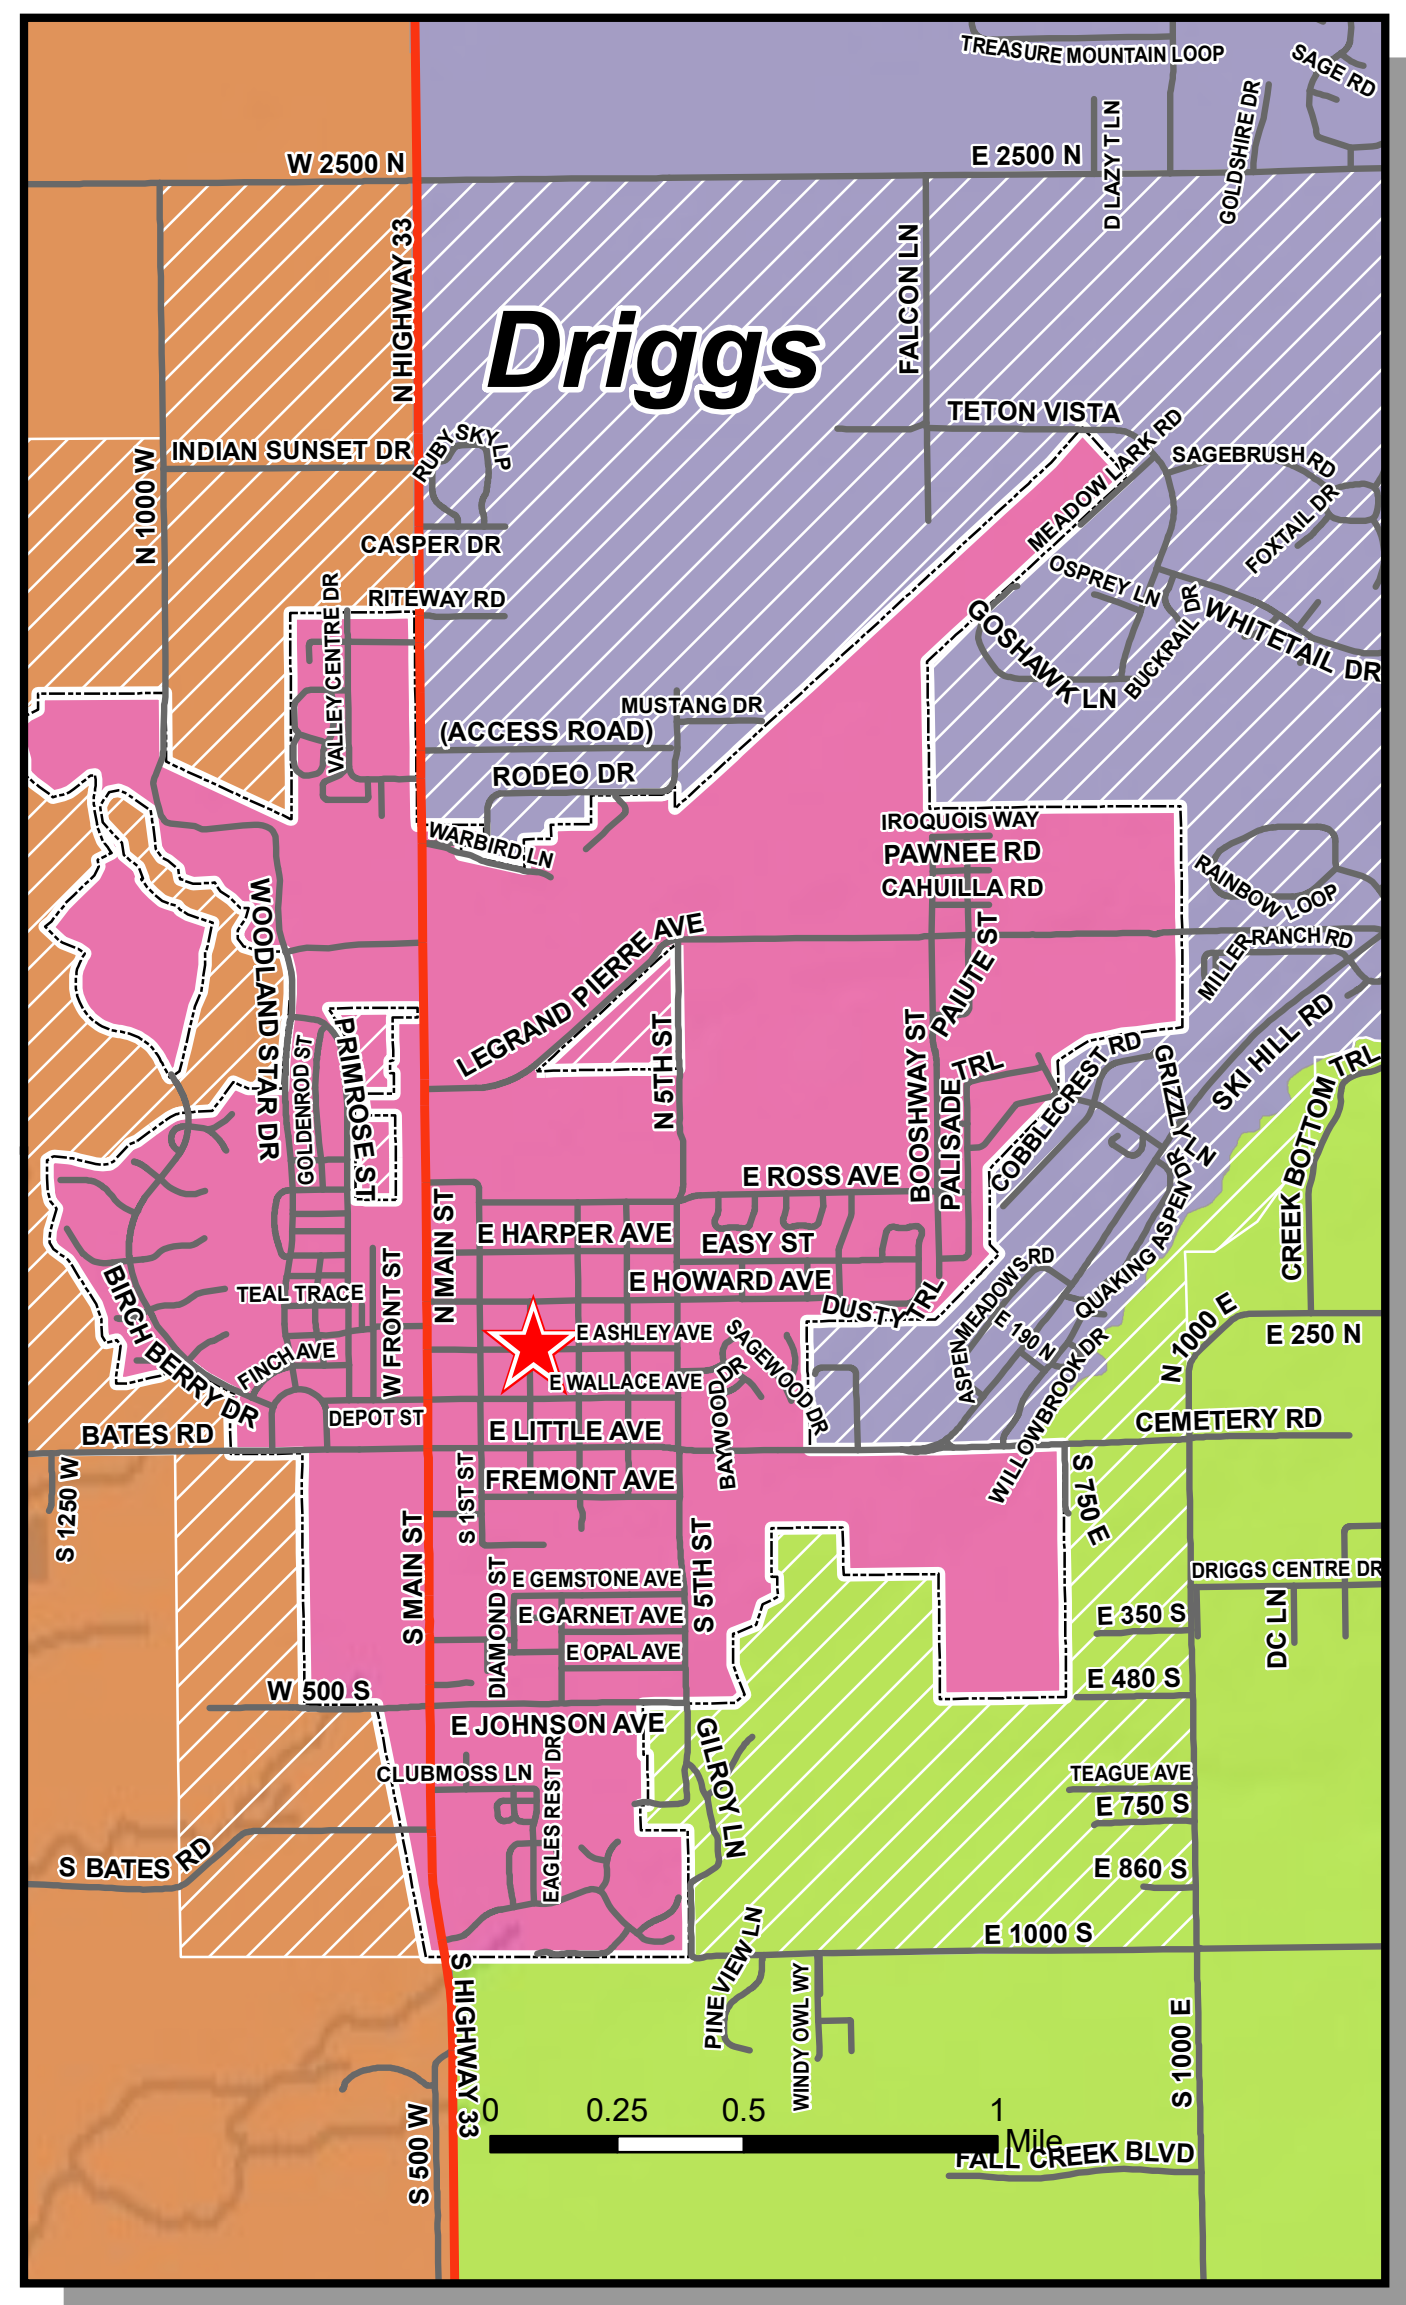 TREASURE MOUNTAIN LOOP
SAGE RD
GOLDSHIRE DR
D LAZY T LN
W 2500 N
E 2500 N
N HIGHWAY 33
FALCON LN
Driggs
TETON VISTA
MEADOW LARK RD
SAGEBRUSH RD
INDIAN SUNSET DR
RUBY SKY LP
N 1000 W
FOXTAIL DR
CASPER DR
OSPREY LN
RITEWAY RD
VALLEY CENTRE DR
GOSHAWK LN
BUCKRAIL DR
WHITETAIL DR
MUSTANG DR
(ACCESS ROAD)
RODEO DR
WARBIRD LN
IROQUOIS WAY
PAWNEE RD
CAHUILLA RD
RAINBOW LOOP
WOODLAND STAR DR
LEGRAND PIERRE AVE
PAIUTE ST
MILLER RANCH RD
SKI HILL RD
PRIMROSE ST
GOLDENROD ST
N 5TH ST
BOOSHWAY ST
PALISADE TRL
COBBLECREST RD
GRIZZLY LN
CREEK BOTTOM TRL
E ROSS AVE
N MAIN ST
E HARPER AVE
EASY ST
QUAKING ASPEN DR
W FRONT ST
E HOWARD AVE
ASPEN MEADOWS RD
BIRCH BERRY DR
TEAL TRACE
DUSTY TRL
E 190 N
N 1000 E
E 250 N
E ASHLEY AVE
SAGEWOOD DR
FINCH AVE
E WALLACE AVE
BAYWOOD DR
WILLOWBROOK DR
DEPOT ST
BATES RD
E LITTLE AVE
CEMETERY RD
S 1250 W
S 1ST ST
FREMONT AVE
S 750 E
S MAIN ST
S 5TH ST
DIAMOND ST
E GEMSTONE AVE
DRIGGS CENTRE DR
E GARNET AVE
E 350 S
DC LN
E OPAL AVE
W 500 S
E 480 S
E JOHNSON AVE
GILROY LN
CLUBMOSS LN
EAGLES REST DR
TEAGUE AVE
E 750 S
S BATES RD
E 860 S
E 1000 S
PINE VIEW LN
WINDY OWL WY
S HIGHWAY 33
S 1000 E
S 500 W
0 0.25 0.5 1
Mile
FALL CREEK BLVD